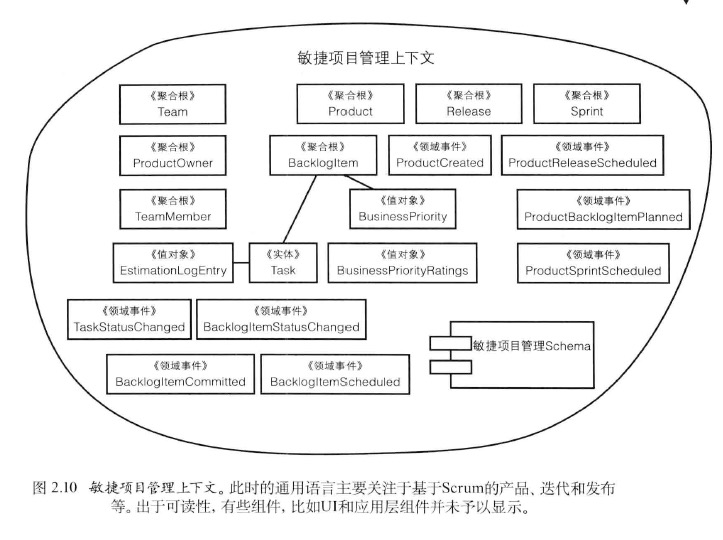 敏捷项目管理上下文
《聚合根》
Team
《聚合根》
Product
《聚合根》
Release
《聚合根》
Sprint
《聚合根》
ProductOwner
《聚合根》
BacklogItem
《领域事件》
ProductCreated
《领域事件》
ProductReleaseScheduled
《聚合根》
TeamMember
《值对象》
BusinessPriority
《领域事件》
ProductBacklogItemPlanned
《值对象》
EstimationLogEntry
《实体》
Task
《值对象》
BusinessPriorityRatings
《领域事件》
ProductSprintScheduled
《领域事件》
TaskStatusChanged
《领域事件》
BacklogItemStatusChanged
敏捷项目管理Schema
《领域事件》
BacklogItemCommitted
《领域事件》
BacklogItemScheduled
图 2.10 敏捷项目管理上下文。此时的通用语言主要关注于基于Scrum的产品、迭代和发布
等。出于可读性，有些组件，比如UI和应用层组件并未予以显示。